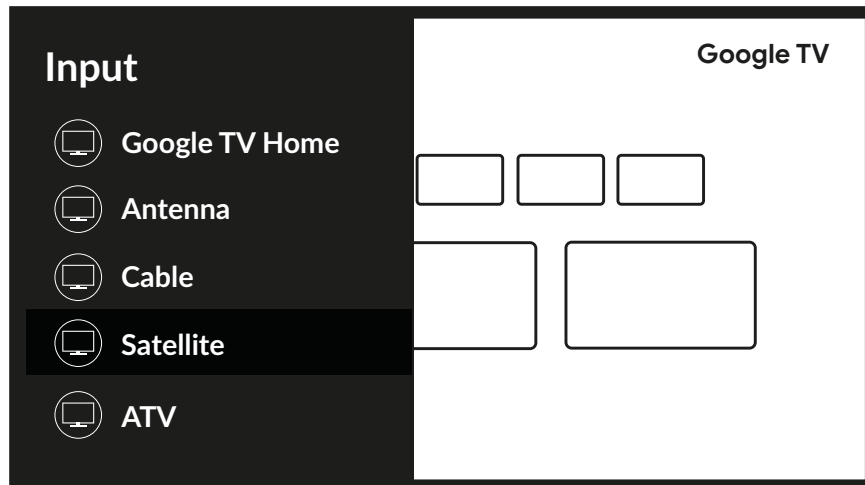 Input
Google TV
Google TV Home
Antenna
Cable
Satellite
ATV